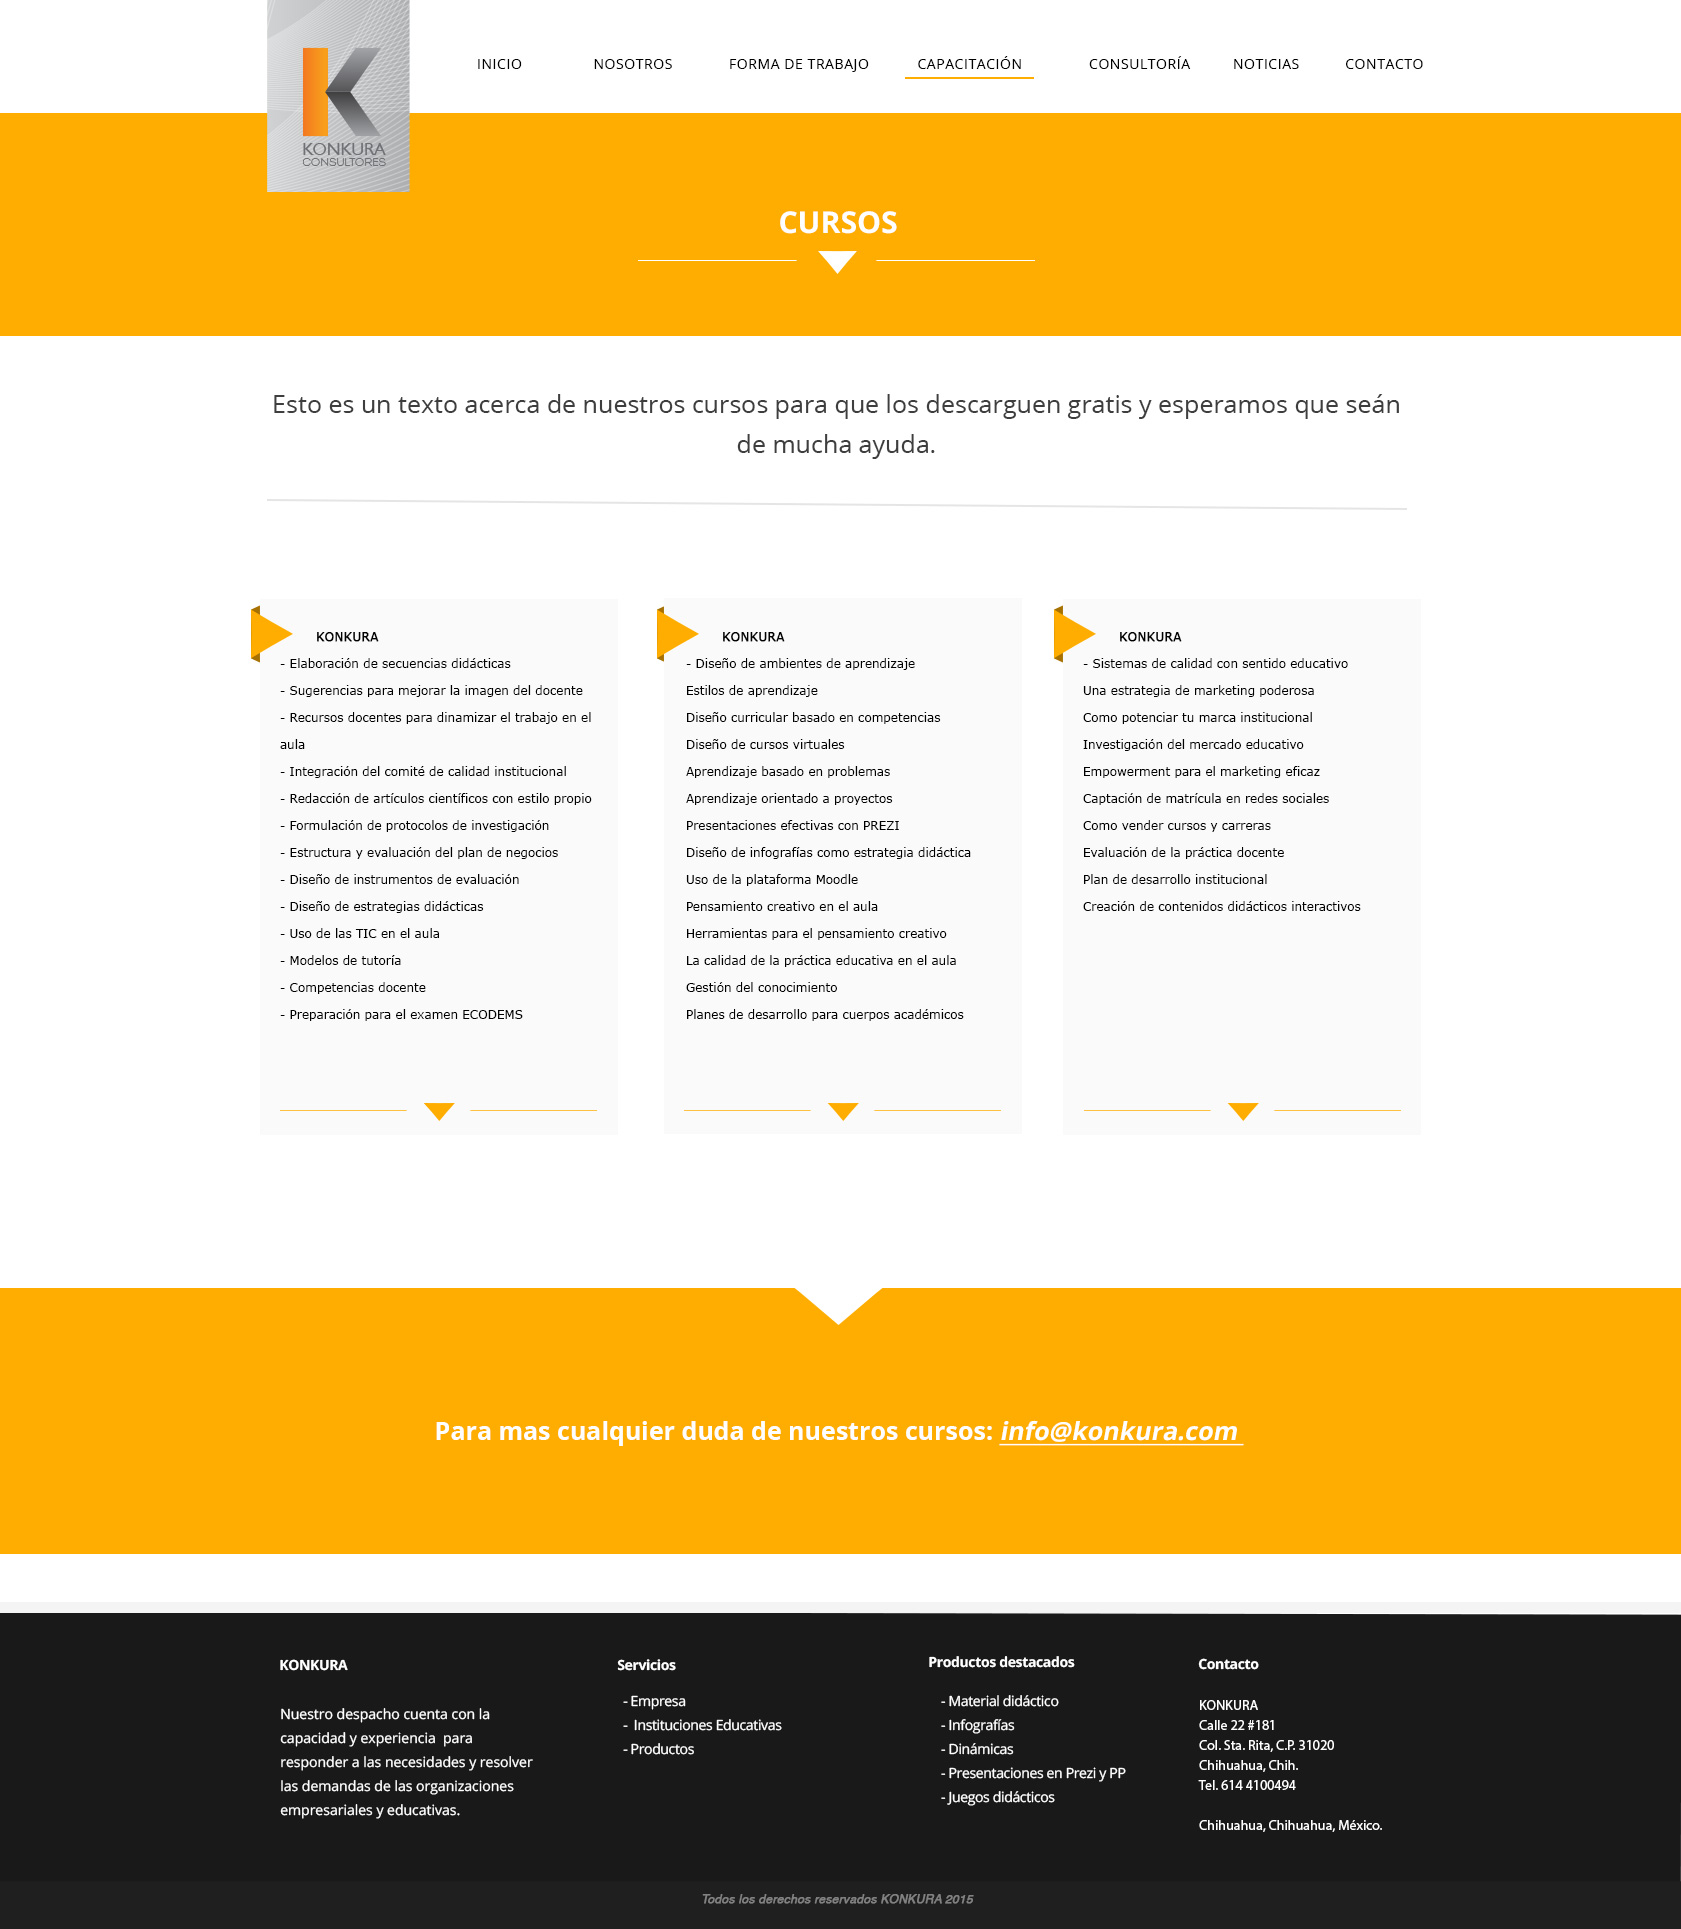 KONKURA
CONSULTORES
INICIO NOSOTROS FORMA DE TRABAJO CAPACITACIÓN CONSULTORÍA NOTICIAS CONTACTO
CURSOS
Esto es un texto acerca de nuestros cursos para que los descarguen gratis y esperamos que seán
de mucha ayuda.
KONKURA
- Elaboración de secuencias didácticas
- Sugerencias para mejorar la imagen del docente
- Recursos docentes para dinamizar el trabajo en el
aula
- Integración del comité de calidad institucional
- Redacción de artículos científicos con estilo propio
- Formulación de protocolos de investigación
- Estructura y evaluación del plan de negocios
- Diseño de instrumentos de evaluación
- Diseño de estrategias didácticas
- Uso de las TIC en el aula
- Modelos de tutoría
- Competencias docente
- Preparación para el examen ECODEMS
KONKURA
- Diseño de ambientes de aprendizaje
Estilos de aprendizaje
Diseño curricular basado en competencias
Diseño de cursos virtuales
Aprendizaje basado en problemas
Aprendizaje orientado a proyectos
Presentaciones efectivas con PREZI
Diseño de infografías como estrategia didáctica
Uso de la plataforma Moodle
Pensamiento creativo en el aula
Herramientas para el pensamiento creativo
La calidad de la práctica educativa en el aula
Gestión del conocimiento
Planes de desarrollo para cuerpos académicos
KONKURA
- Sistemas de calidad con sentido educativo
Una estrategia de marketing poderosa
Como potenciar tu marca institucional
Investigación del mercado educativo
Empowerment para el marketing eficaz
Captación de matrícula en redes sociales
Como vender cursos y carreras
Evaluación de la práctica docente
Plan de desarrollo institucional
Creación de contenidos didácticos interactivos
Para mas cualquier duda de nuestros cursos: info@konkura.com
KONKURA
Nuestro despacho cuenta con la
capacidad y experiencia para
responder a las necesidades y resolver
las demandas de las organizaciones
empresariales y educativas.
Servicios
- Empresa
- Instituciones Educativas
- Productos
Productos destacados
- Material didáctico
- Infografías
- Dinámicas
- Presentaciones en Prezi y PP
- Juegos didácticos
Contacto
KONKURA
Calle 22 #181
Col. Sta. Rita, C.P. 31020
Chihuahua, Chih.
Tel. 614 4100494
Chihuahua, Chihuahua, México.
Todos los derechos reservados KONKURA 2015